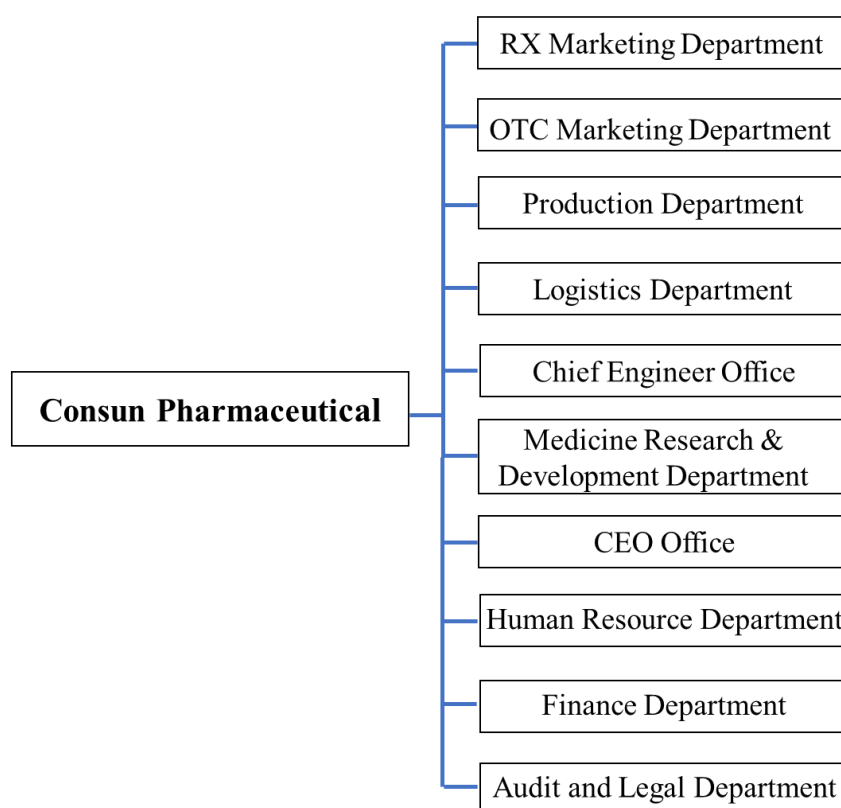 RX Marketing Department
OTC Marketing Department
Production Department
Logistics Department
Chief Engineer Office
Consun Pharmaceutical
Medicine Research &
Development Department
CEO Office
Human Resource Department
Finance Department
Audit and Legal Department